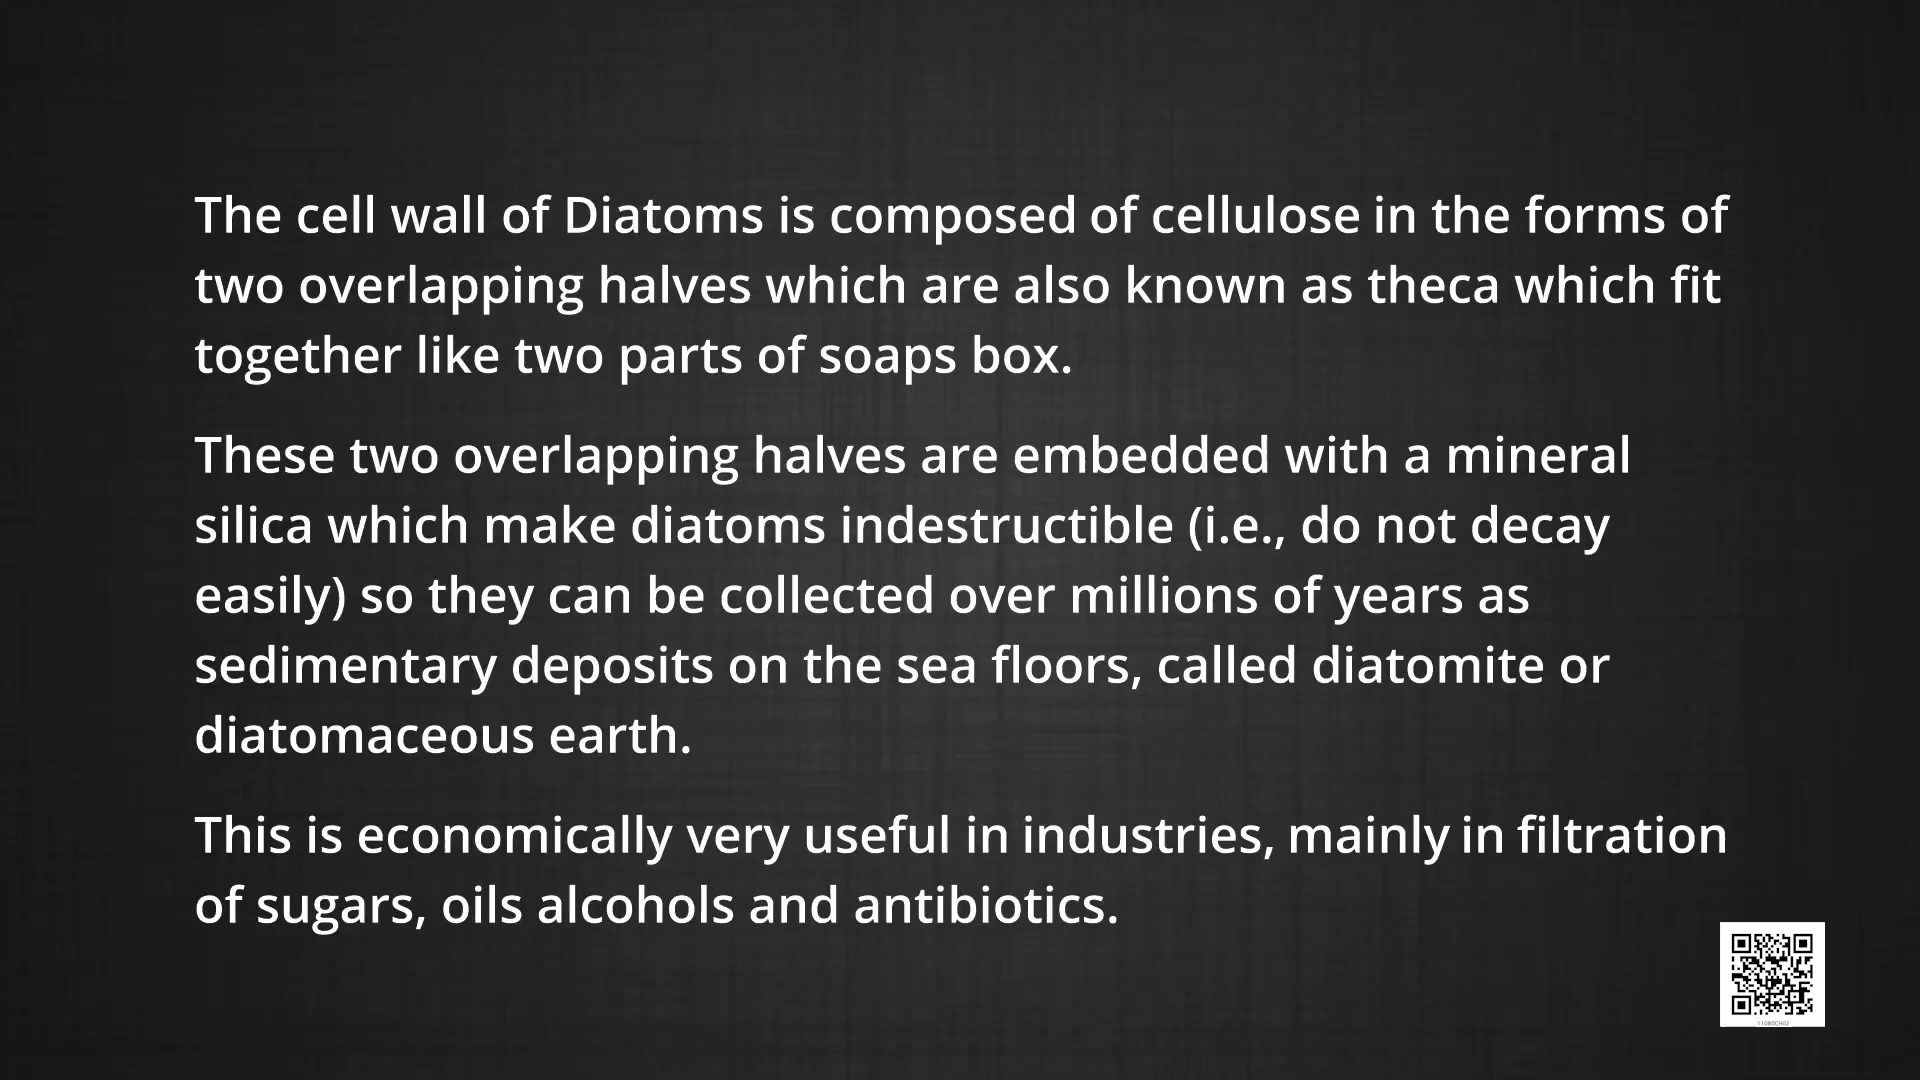 The cell wall of Diatoms is composed of cellulose in the forms of
two overlapping halves which are also known as theca which fit
together like two parts of soaps box.
These two overlapping halves are embedded with a mineral
silica which make diatoms indestructible (i.e., do not decay
easily) so they can be collected over millions of years as
sedimentary deposits on the sea floors, called diatomite or
diatomaceous earth.
This is economically very useful in industries, mainly in filtration
of sugars, oils alcohols and antibiotics.
11080CH02